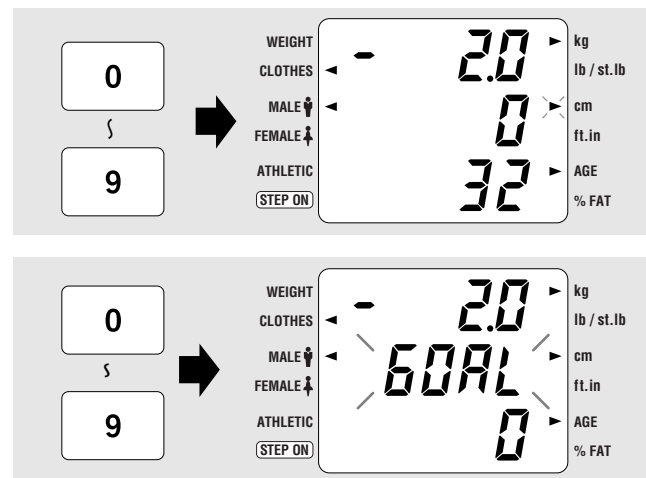 0
9
WEIGHT
CLOTHES
MALE
FEMALE
ATHLETIC
STEP ON
- 2.0
0
32
kg
lb / st.lb
cm
ft.in
AGE
% FAT
0
9
WEIGHT
CLOTHES
MALE
FEMALE
ATHLETIC
STEP ON
- 2.0
GOAL
0
kg
lb / st.lb
cm
ft.in
AGE
% FAT